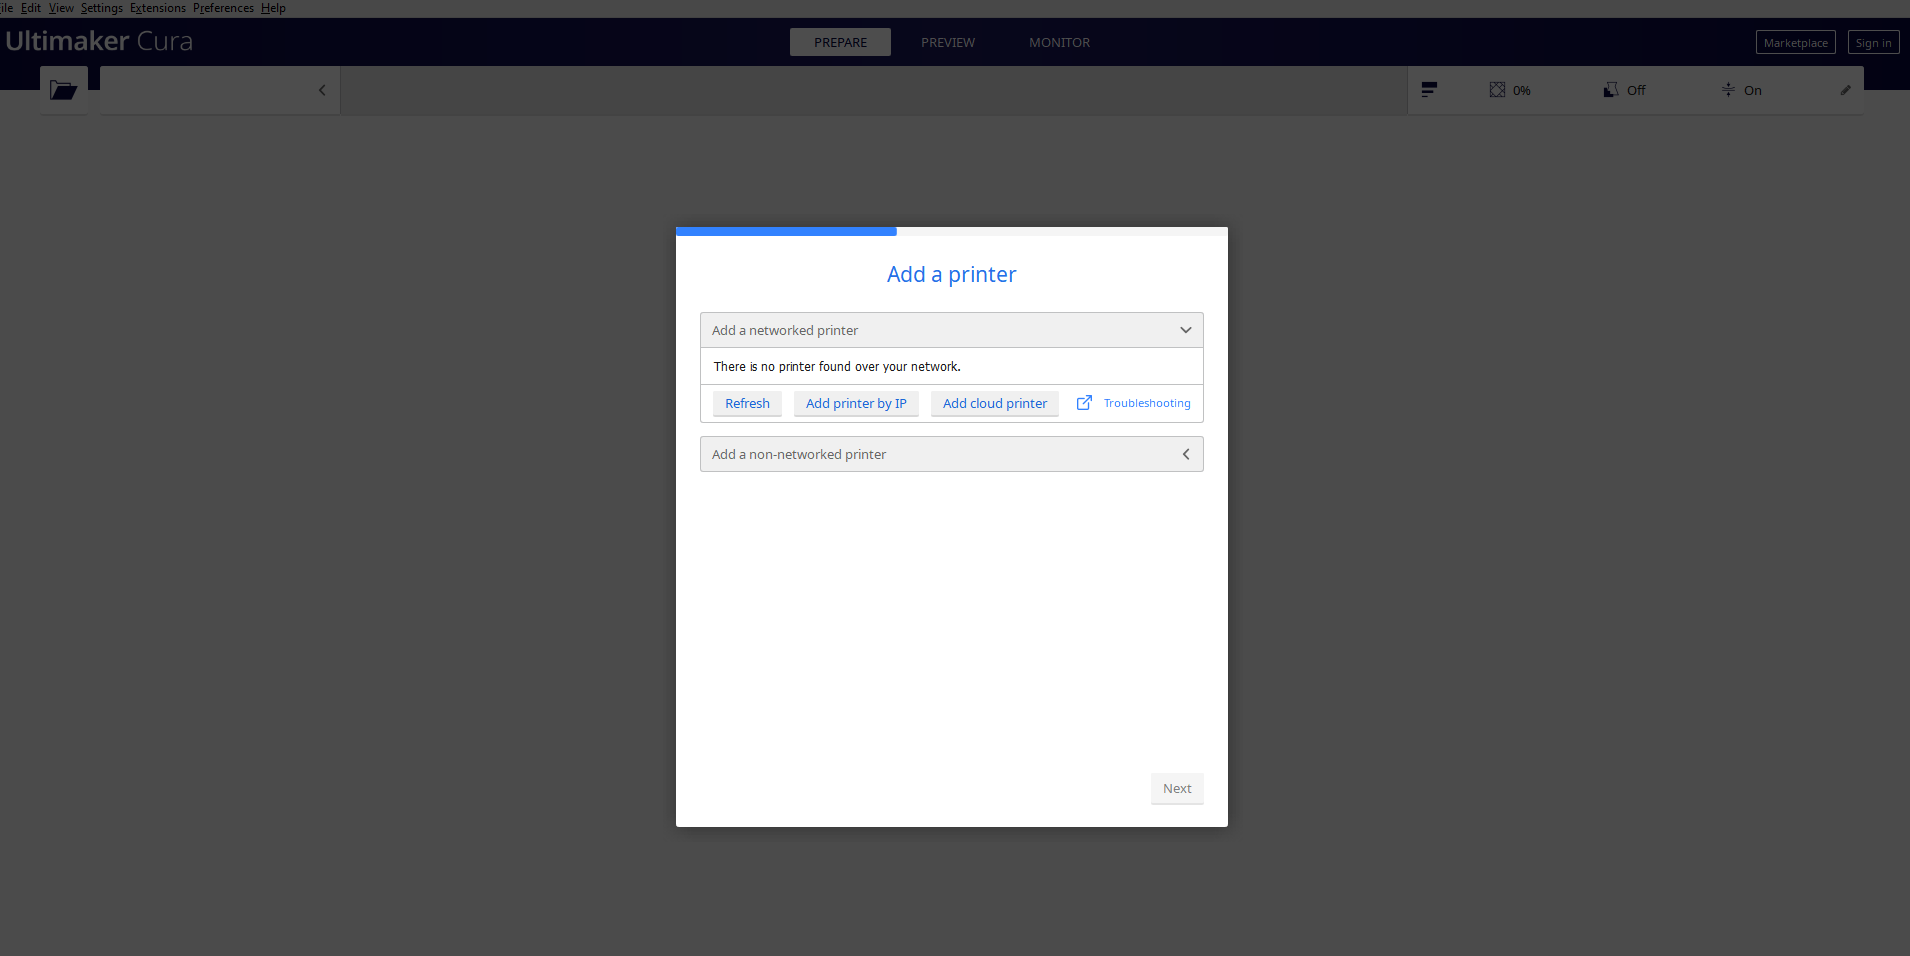 ile Edit View Settings Extensions Preferences Help
Ultimaker Cura
PREPARE PREVIEW MONITOR
Marketplace Sign in
0% Off On
Add a printer
Add a networked printer
There is no printer found over your network.
Refresh Add printer by IP Add cloud printer Troubleshooting
Add a non-networked printer
Next